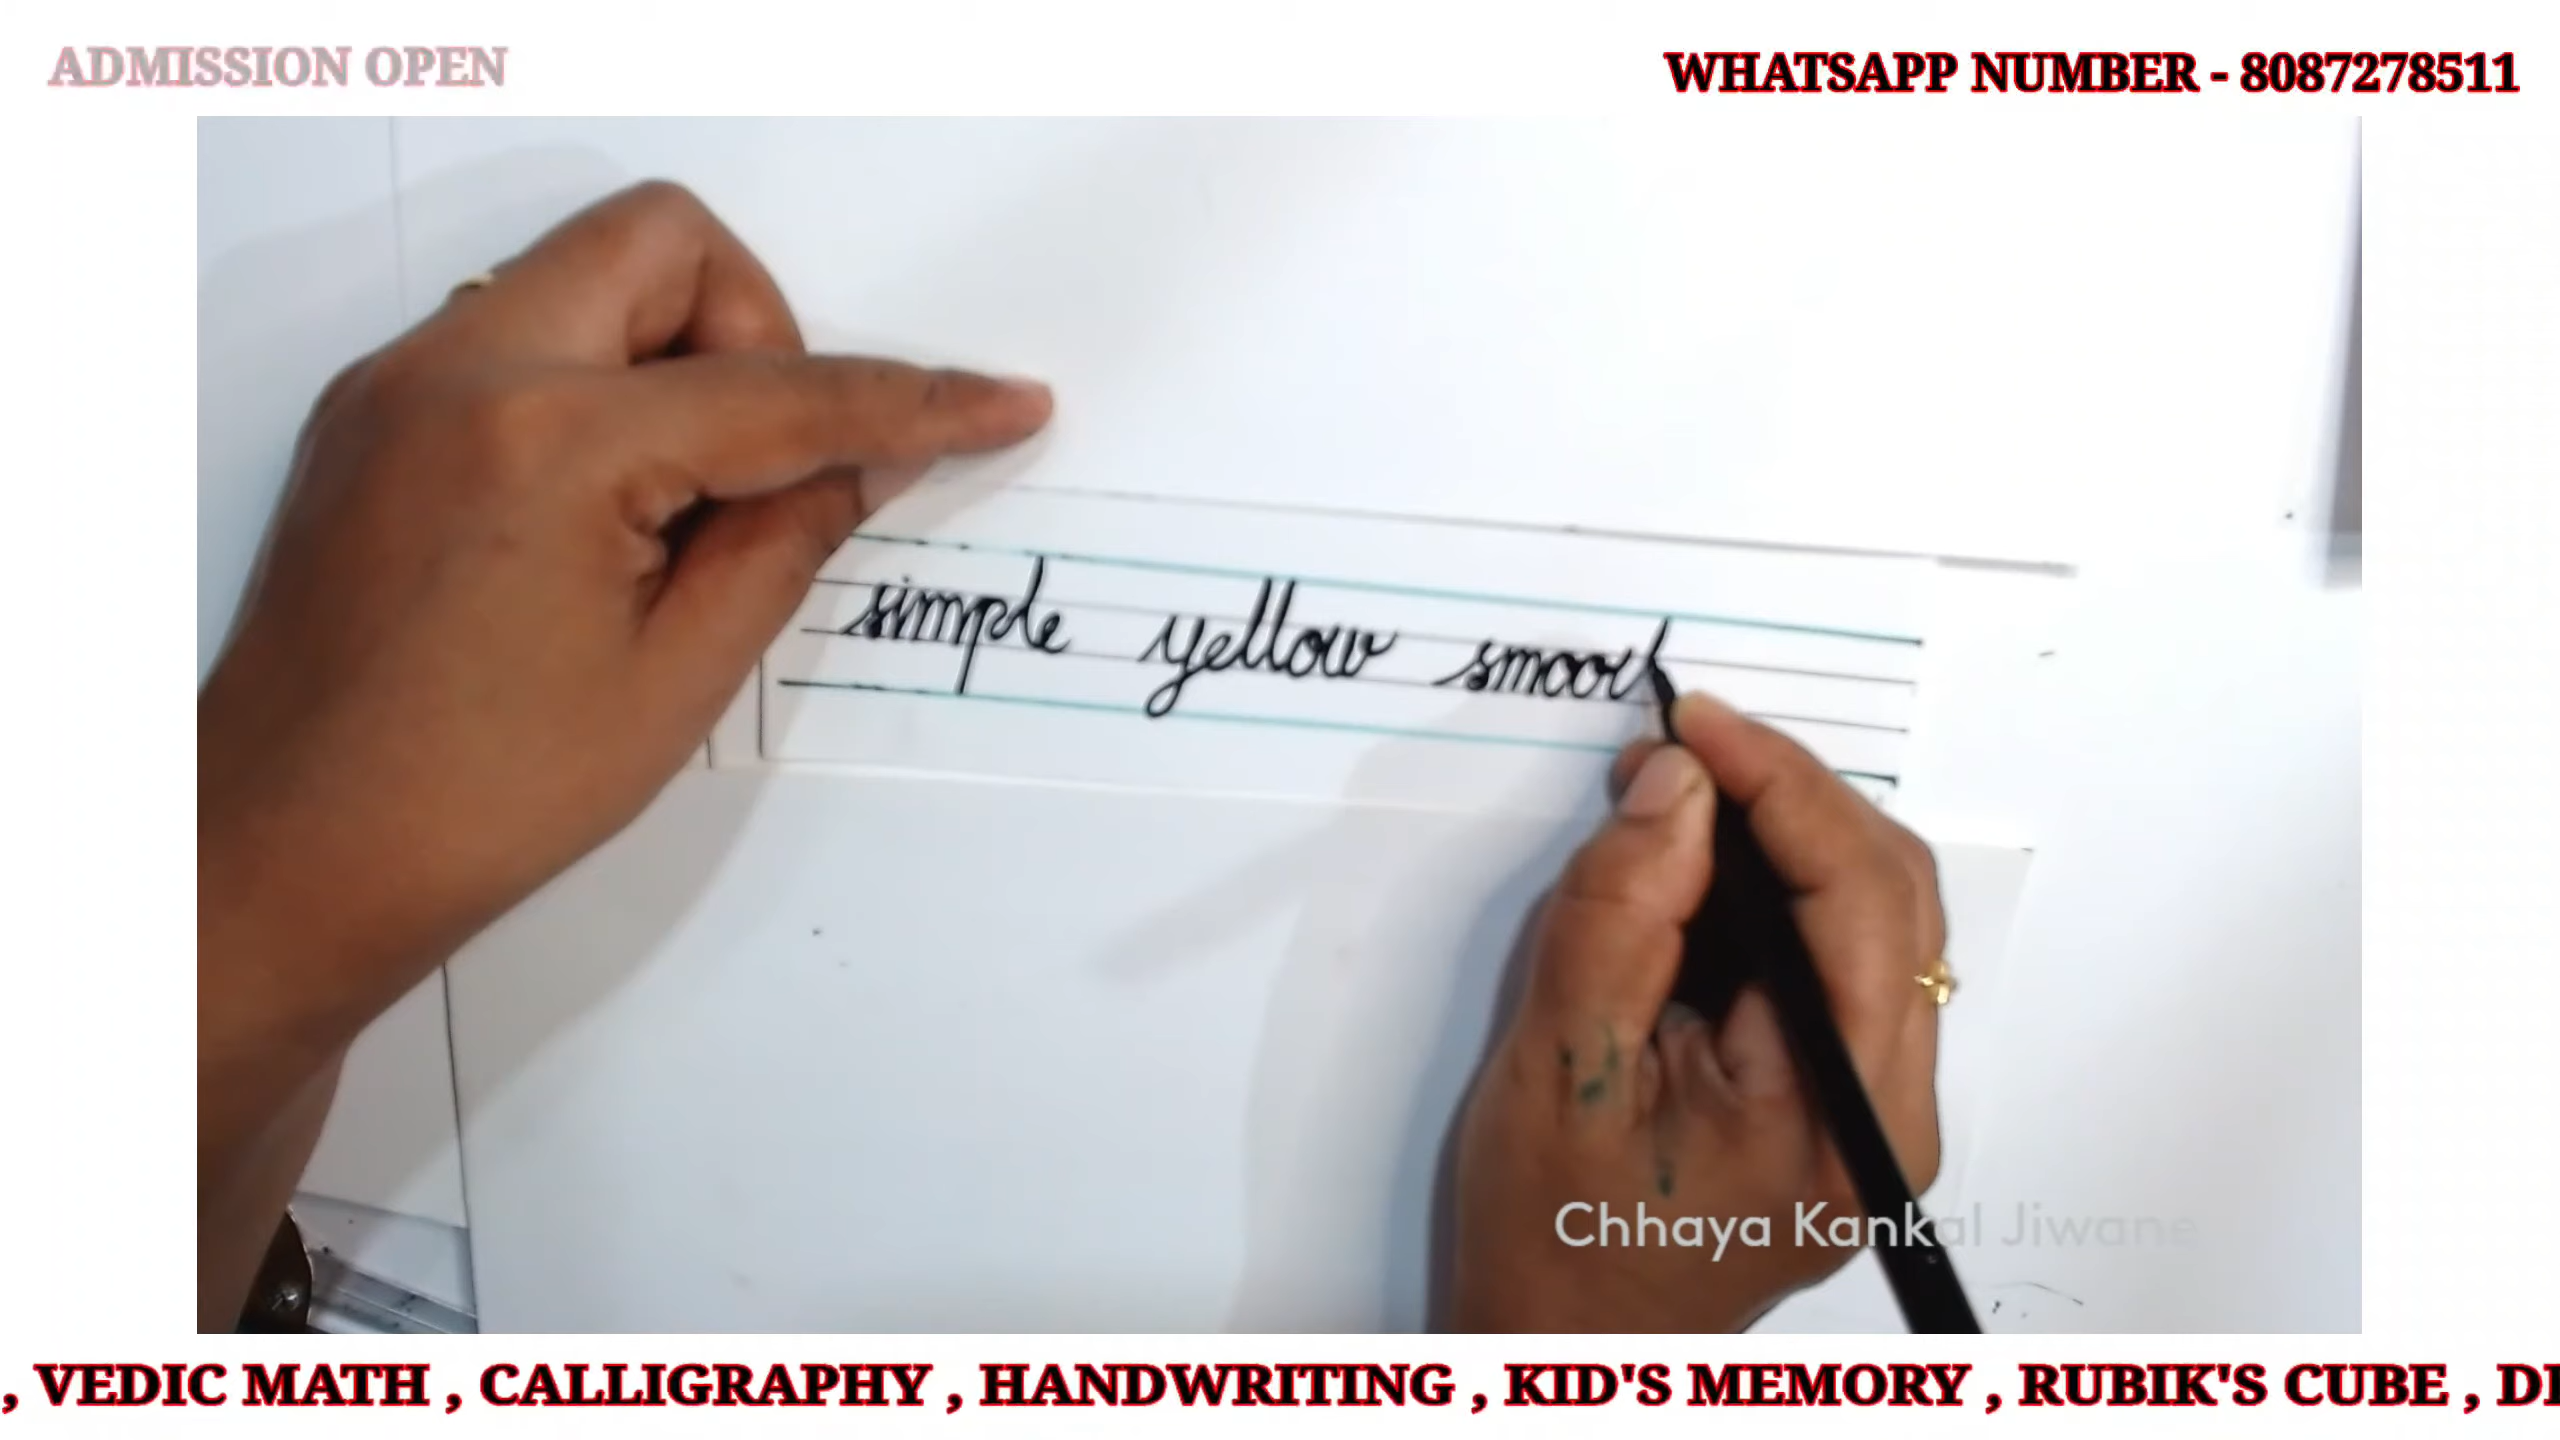 ADMISSION OPEN
WHATSAPP NUMBER - 8087278511
simple yellow smoot
Chhaya Kankal Jiwane
, VEDIC MATH , CALLIGRAPHY , HANDWRITING , KID'S MEMORY , RUBIK'S CUBE , DI